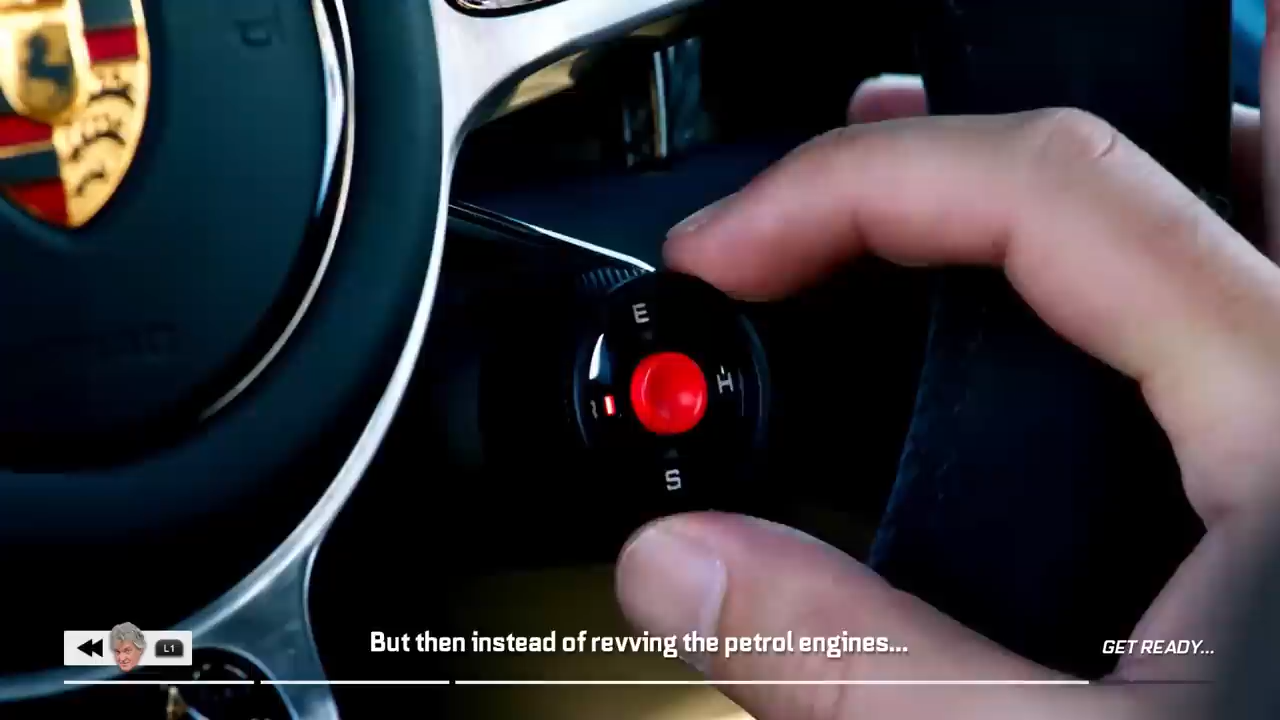 E
H
S
But then instead of revving the petrol engines...
L1
GET READY...